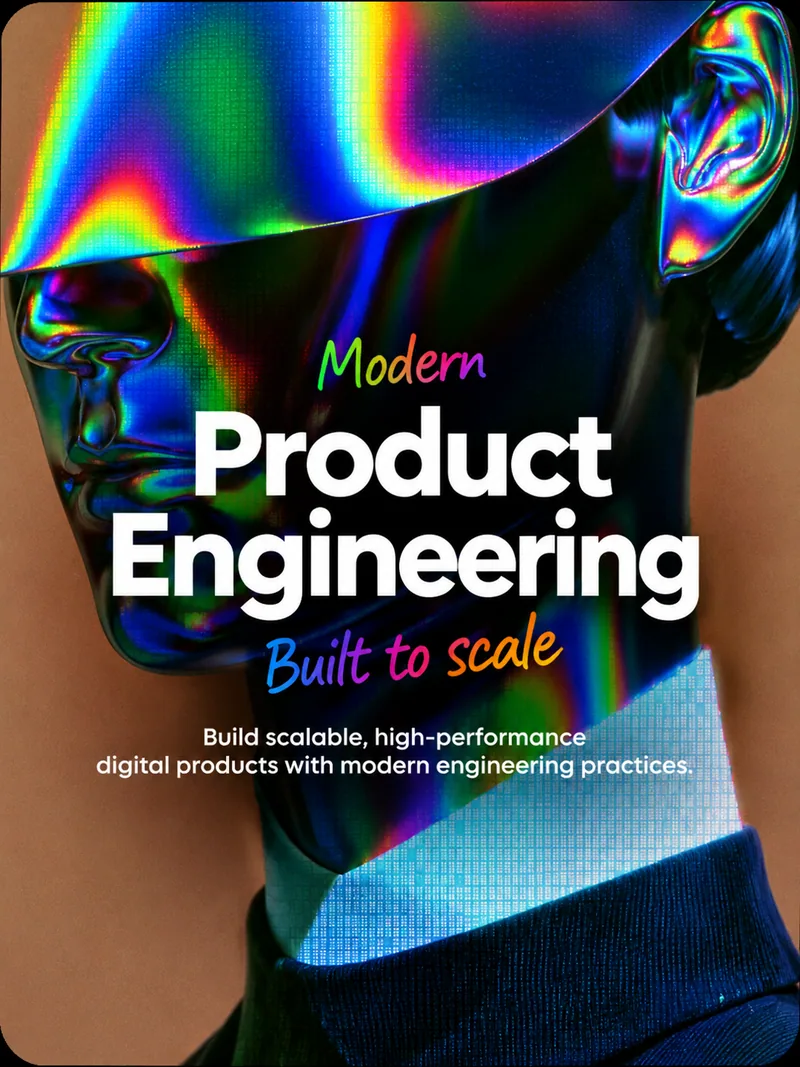 Modern
Product
Engineering
Built to scale
Build scalable, high-performance
digital products with modern engineering practices.